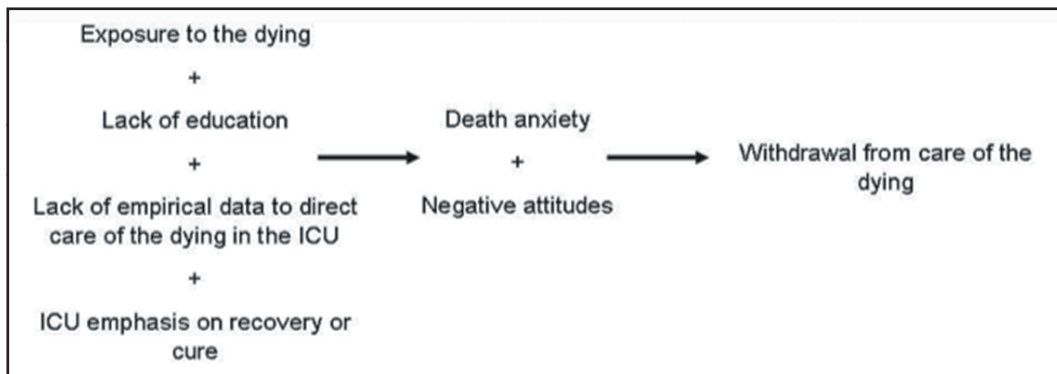 Exposure to the dying
+
Lack of education
+
Lack of empirical data to direct
care of the dying in the ICU
+
ICU emphasis on recovery or
cure
Death anxiety
+
Negative attitudes
Withdrawal from care of the
dying